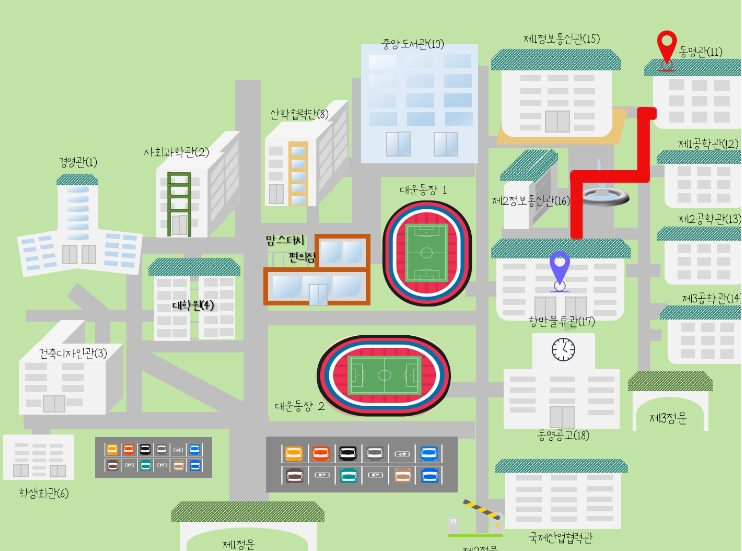 중앙도서관(10)
제1정보통신관(15)
동명관(11)
산학협력단(8)
사회과학관(2)
경영관(1)
제1공학관(12)
대운동장 1
제2정보통신관(16)
제2공학관(13)
맘스터치
편의점
대학원(4)
제3공학관(14
항만물류관(17)
건축디자인관(3)
대운동장 2
제3정문
동명공고(18)
학생회관(6)
제1정문
국제산업협력관
제2정문